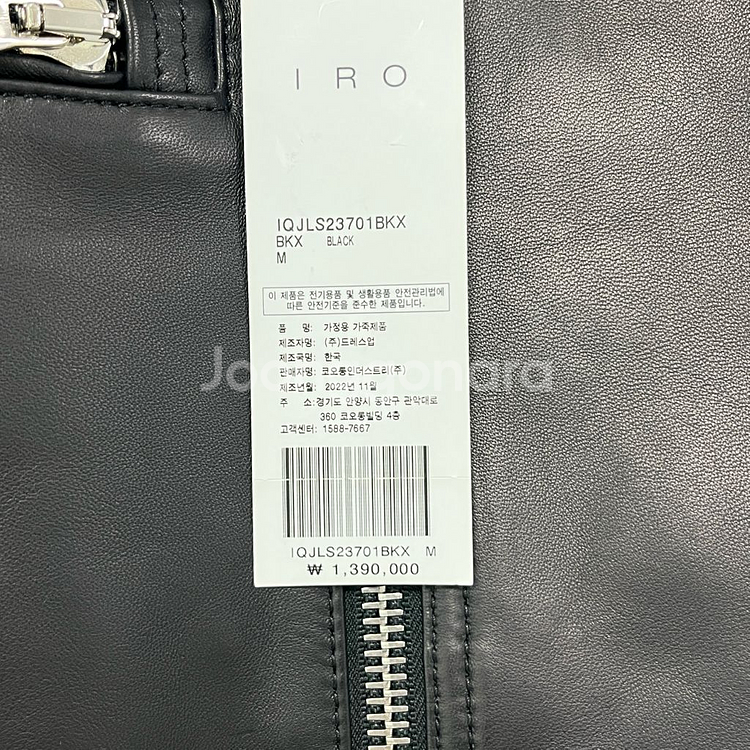 IRO
IQJLS23701BKX
BKX BLACK
M
이 제품은 전기용품 및 생활용품 안전관리법에
따른 안전기준을 준수한 제품입니다.
품 명: 가정용 가죽제품
제조자명: (주)드레스업
제조국명: 한국
판매자명: 코오롱인더스트리(주)
제조년월: 2022년 11월
주 소:경기도 안양시 동안구 관악대로
360 코오롱빌딩 4층
고객센터: 1588-7667
IQJLS23701BKX M
₩ 1,390,000